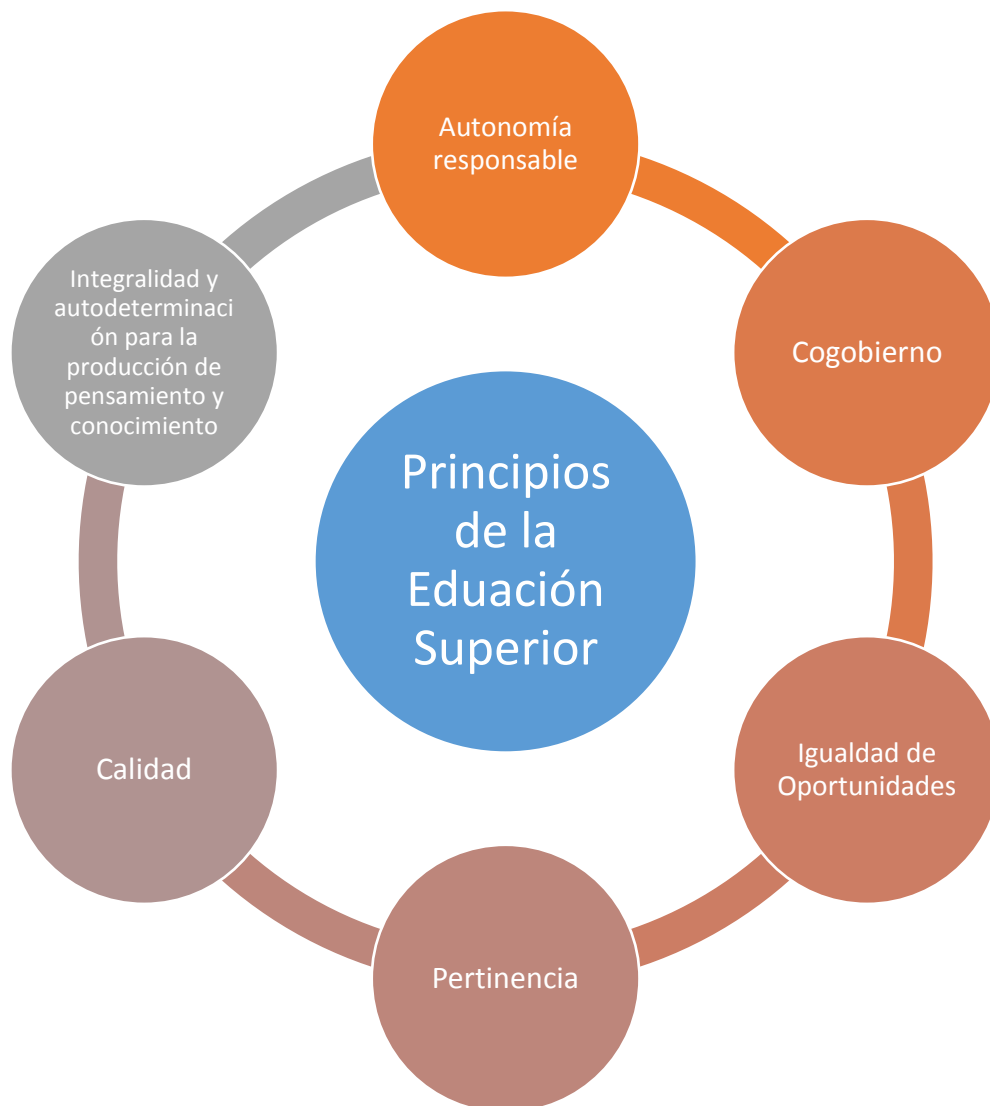 Autonomía
responsable
Cogobierno
Igualdad de
Oportunidades
Pertinencia
Calidad
Integralidad y
autodeterminaci
ón para la
producción de
pensamiento y
conocimiento
Principios
de la
Eduación
Superior